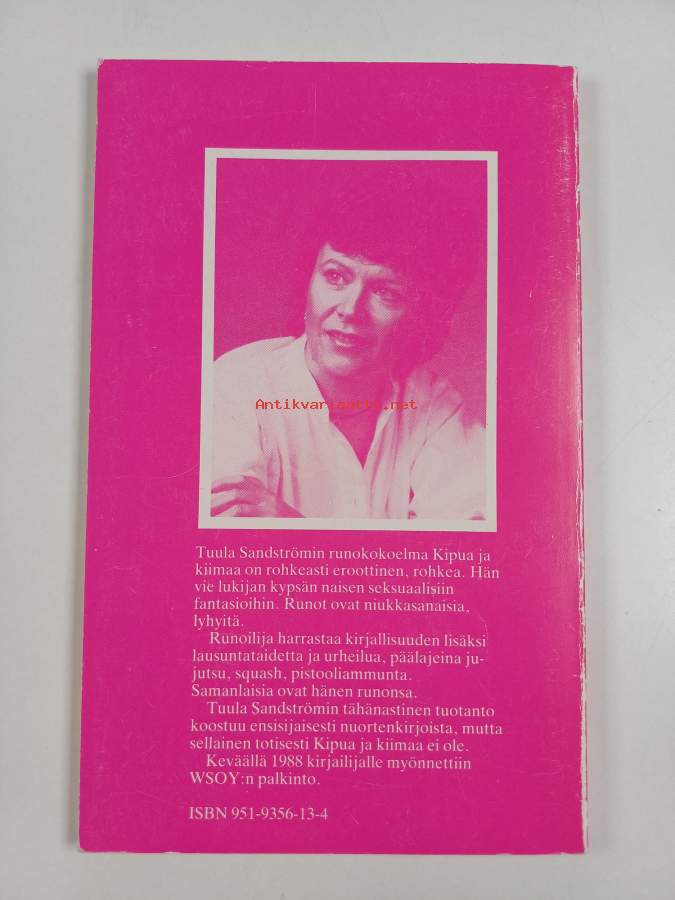 Antikvariaatti.net
Tuula Sandströmin runokokoelma Kipua ja
kiimaa on rohkeasti eroottinen, rohkea. Hän
vie lukijan kypsän naisen seksuaalisiin
fantasioihin. Runot ovat niukkasanaisia,
lyhyitä.
Runoilija harrastaa kirjallisuuden lisäksi
lausuntataidetta ja urheilua, päälajeina ju-
jutsu, squash, pistooliammunta.
Samanlaisia ovat hänen runonsa.
Tuula Sandströmin tähänastinen tuotanto
koostuu ensisijaisesti nuortenkirjoista, mutta
sellainen totisesti Kipua ja kiimaa ei ole.
Keväällä 1988 kirjailijalle myönnettiin
WSOY:n palkinto.
ISBN 951-9356-13-4